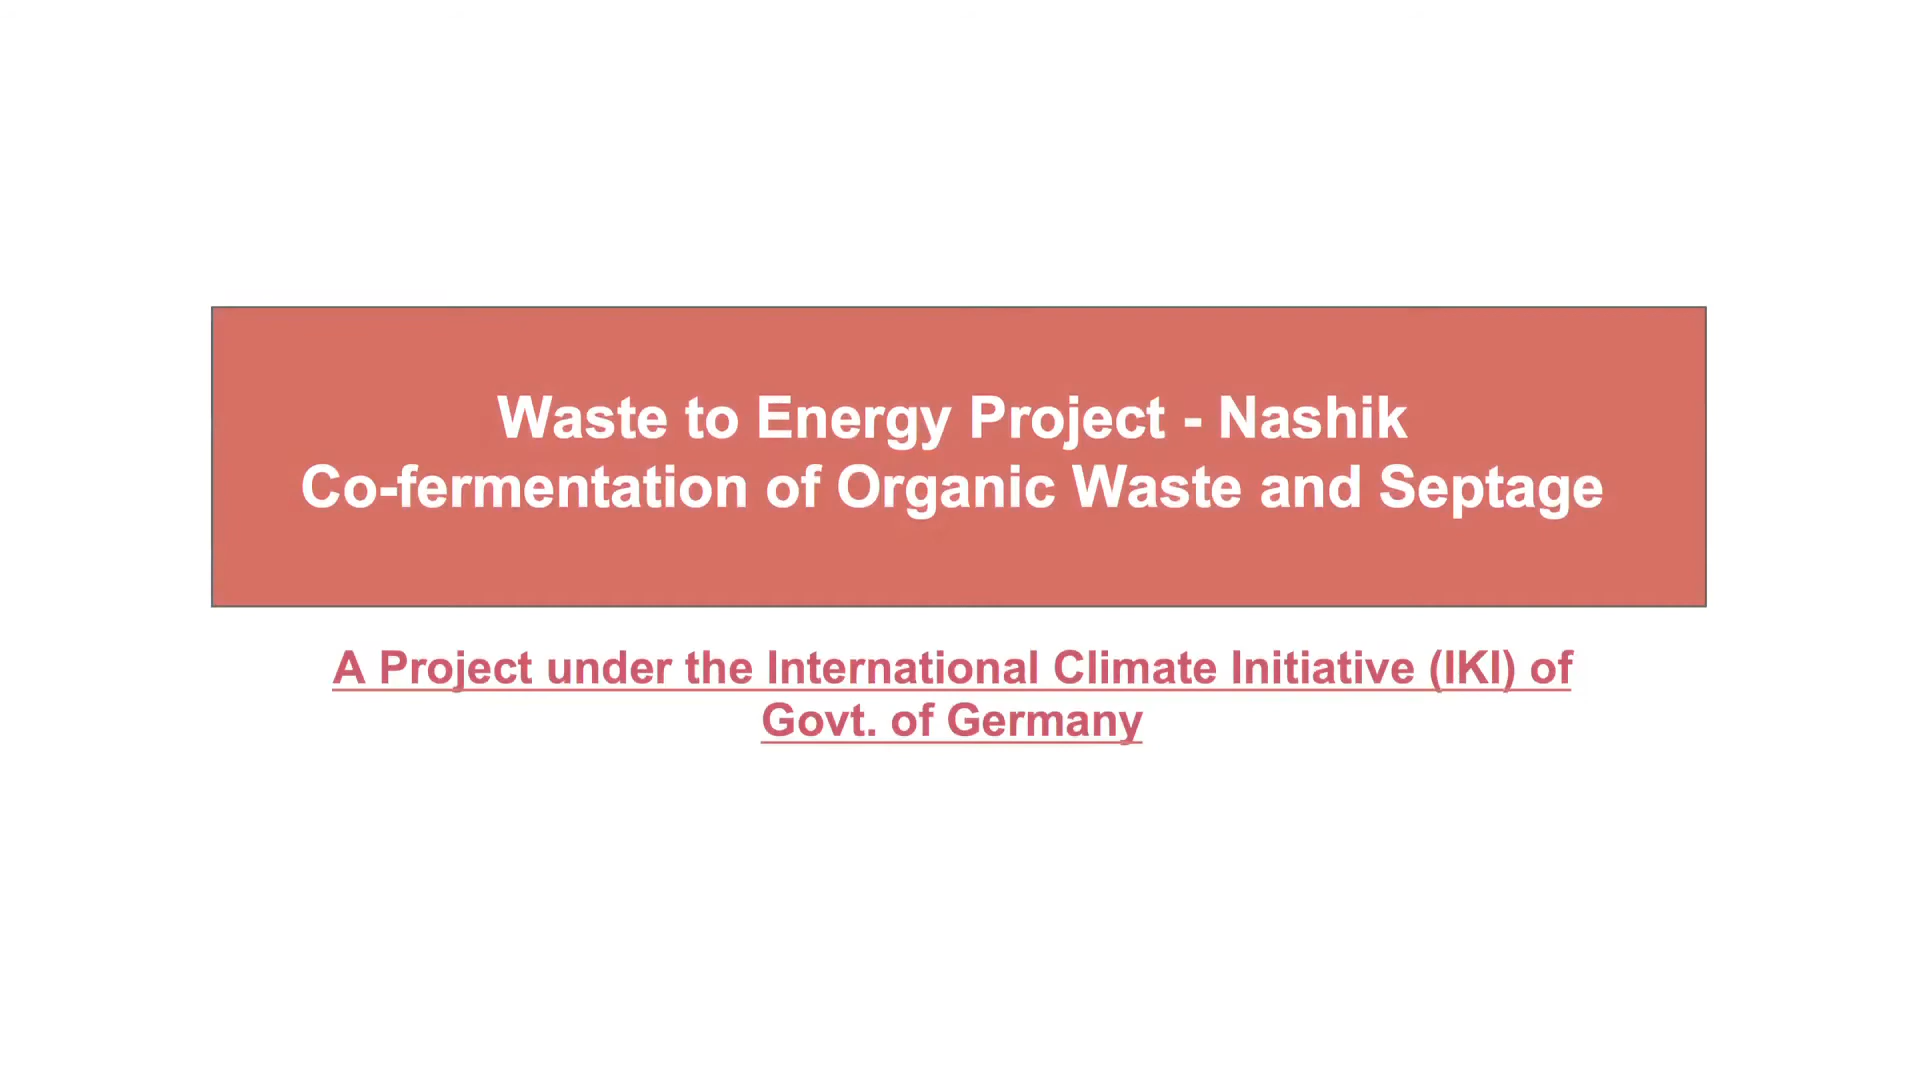 Waste to Energy Project - Nashik
Co-fermentation of Organic Waste and Septage
A Project under the International Climate Initiative (IKI) of
Govt. of Germany